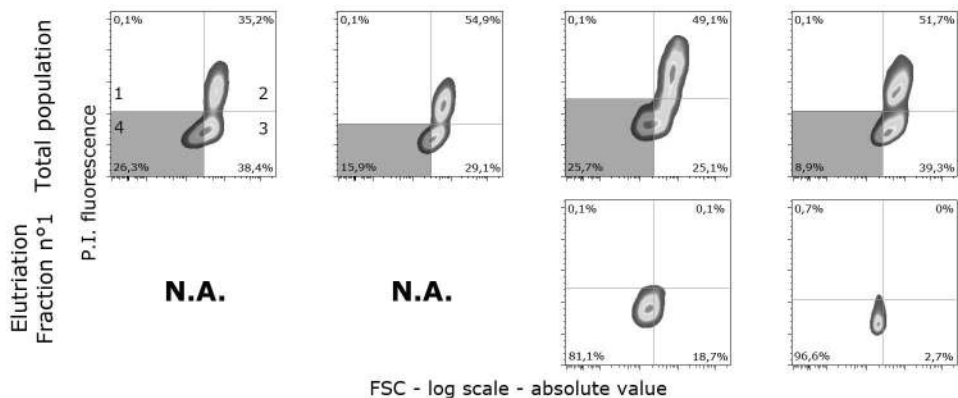 Total population
P.I. fluorescence
0,1% 35,2%
1 2
4 3
26,3% 38,4%
0,1% 54,9%
15,9% 29,1%
0,1% 49,1%
25,7% 25,1%
0,1% 51,7%
8,9% 39,3%
Elutriation
Fraction n°1
N.A.
N.A.
0,1% 0,1%
81,1% 18,7%
0,7% 0%
96,6% 2,7%
FSC - log scale - absolute value